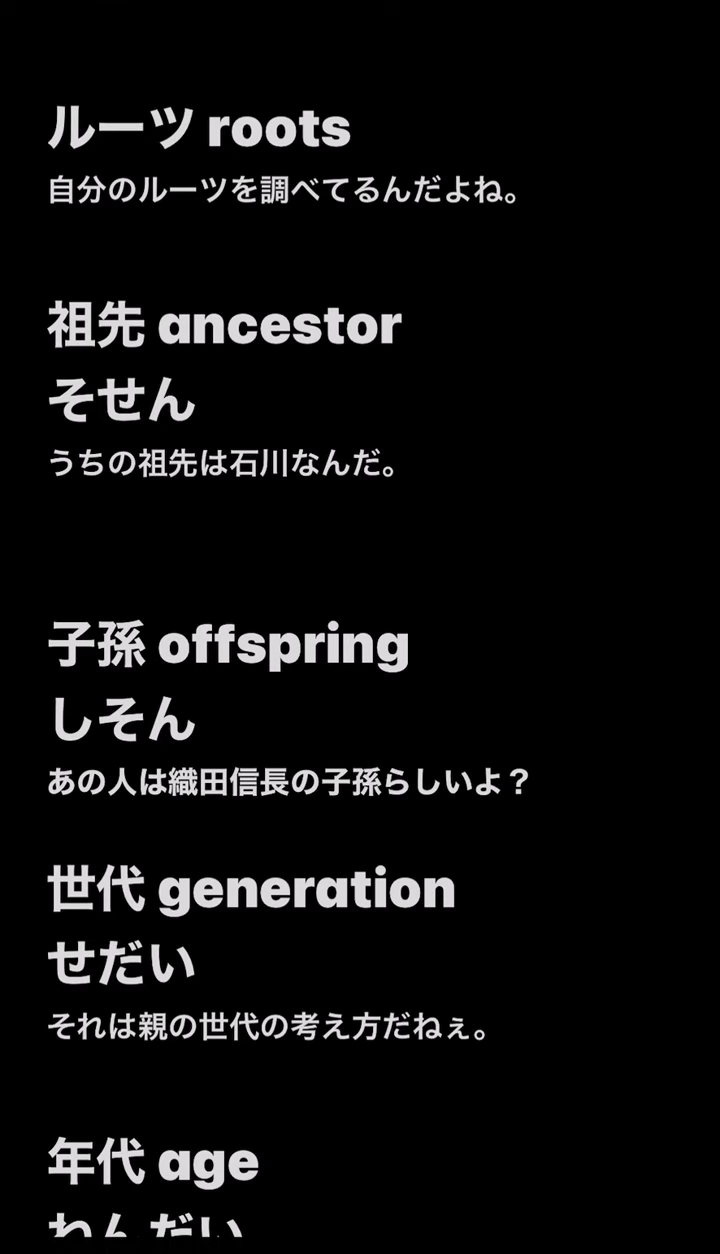 ルーツ roots
自分のルーツを調べてるんだよね。
祖先 ancestor
そせん
うちの祖先は石川なんだ。
子孫 offspring
しそん
あの人は織田信長の子孫らしいよ？
世代 generation
せだい
それは親の世代の考え方だねぇ。
年代 age
ねんだい